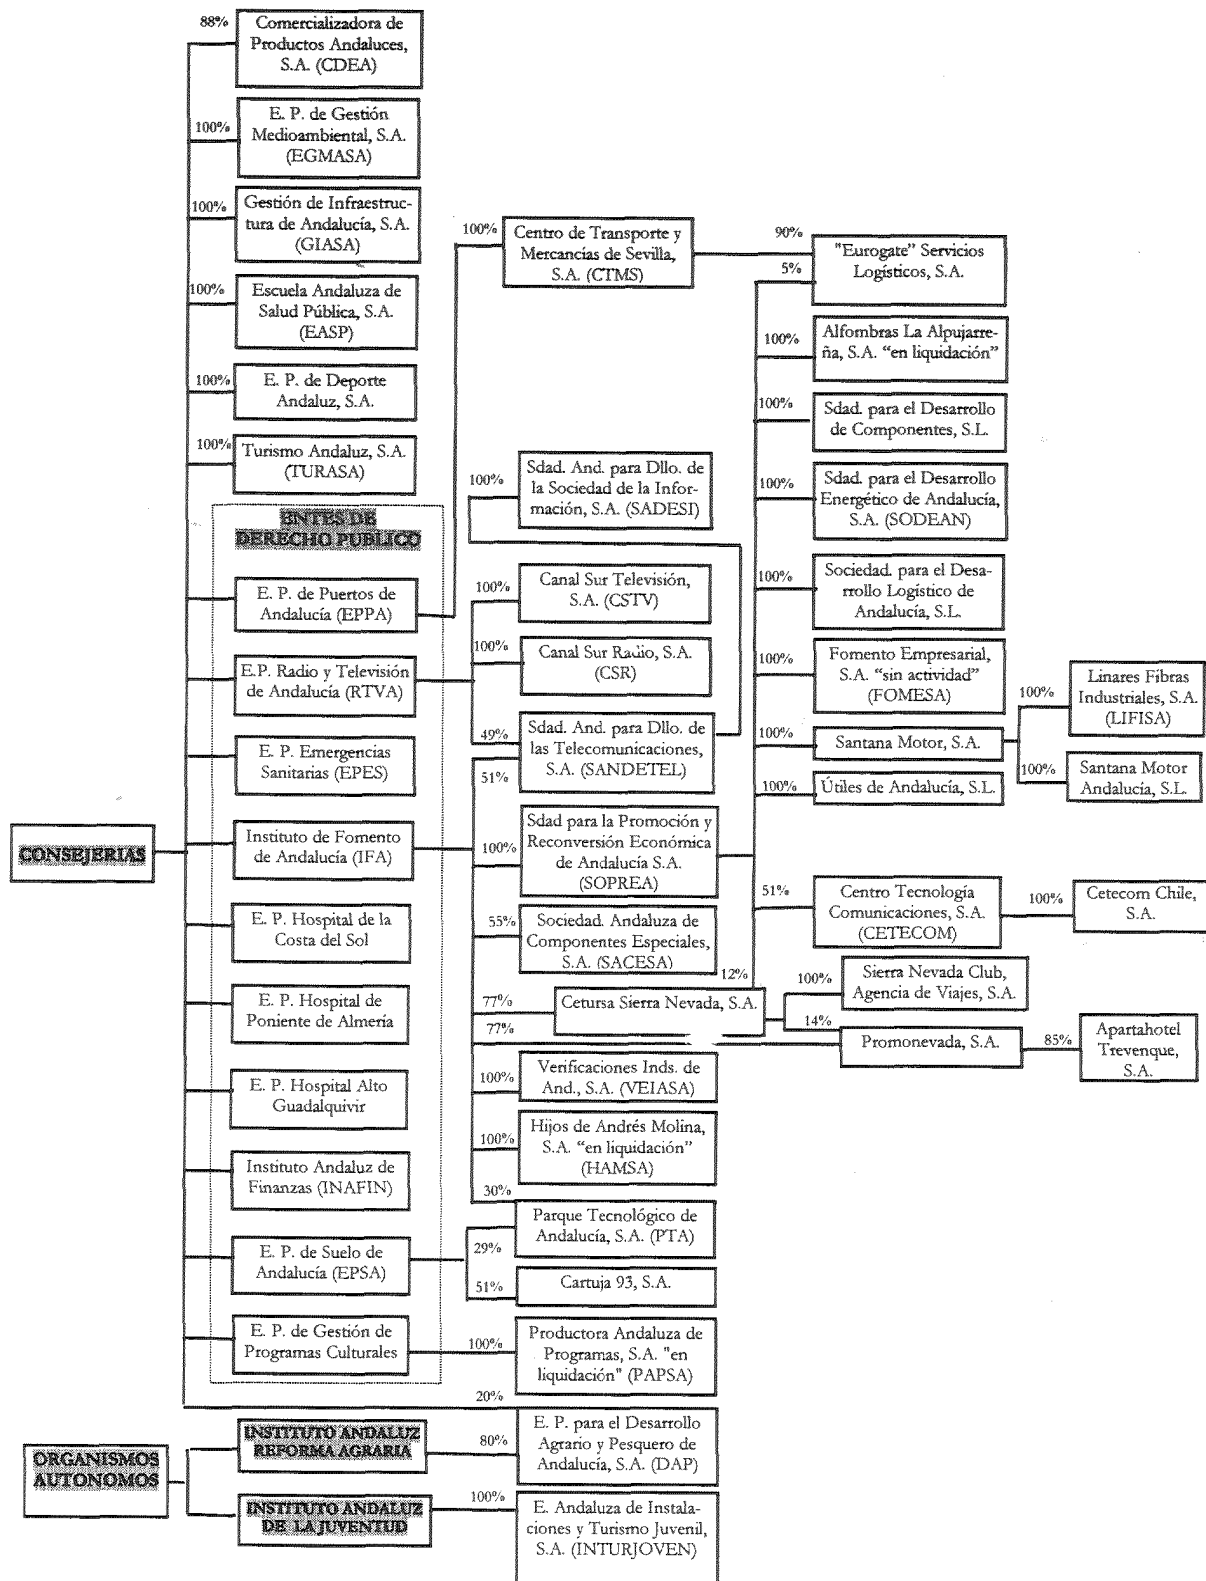 88%
Comercializadora de
Productos Andaluces,
S.A. (CDEA)
100%
E. P. de Gestión
Medioambiental, S.A.
(EGMASA)
100%
Gestión de Infraestruc-
tura de Andalucía, S.A.
(GIASA)
100%
Escuela Andaluza de
Salud Pública, S.A.
(EASP)
100%
E. P. de Deporte
Andaluz, S.A.
100%
Turismo Andaluz, S.A.
(TURASA)
ENTES DE
DERECHO PUBLICO
E. P. de Puertos de
Andalucía (EPPA)
E.P. Radio y Televisión
de Andalucía (RTVA)
E. P. Emergencias
Sanitarias (EPES)
CONSEJERIAS
Instituto de Fomento
de Andalucía (IFA)
E. P. Hospital de la
Costa del Sol
E. P. Hospital de
Poniente de Almería
E. P. Hospital Alto
Guadalquivir
Instituto Andaluz de
Finanzas (INAFIN)
E. P. de Suelo de
Andalucía (EPSA)
E. P. de Gestión de
Programas Culturales
100%
Centro de Transporte y
Mercancías de Sevilla,
S.A. (CTMS)
100%
Sdad. And. para Dllo. de
la Sociedad de la Infor-
mación, S.A. (SADESI)
100%
Canal Sur Televisión,
S.A. (CSTV)
100%
Canal Sur Radio, S.A.
(CSR)
49%
51%
Sdad. And. para Dllo. de
las Telecomunicaciones,
S.A. (SANDETEL)
100%
Sdad para la Promoción y
Reconversión Económica
de Andalucía S.A.
(SOPREA)
55%
Sociedad. Andaluza de
Componentes Especiales,
S.A. (SACESA)
12%
77%
Cetursa Sierra Nevada, S.A.
77%
100%
Verificaciones Inds. de
And., S.A. (VEIASA)
100%
Hijos de Andrés Molina,
S.A. “en liquidación”
(HAMSA)
30%
29%
Parque Tecnológico de
Andalucía, S.A. (PTA)
51%
Cartuja 93, S.A.
100%
Productora Andaluza de
Programas, S.A. "en
liquidación" (PAPSA)
20%
90%
5%
"Eurogate” Servicios
Logísticos, S.A.
100%
Alfombras La Alpujarre-
ña, S.A. “en liquidación”
100%
Sdad. para el Desarrollo
de Componentes, S.L.
100%
Sdad. para el Desarrollo
Energético de Andalucía,
S.A. (SODEAN)
100%
Sociedad. para el Desa-
rrollo Logístico de
Andalucía, S.L.
100%
Fomento Empresarial,
S.A. “sin actividad”
(FOMESA)
100%
Santana Motor, S.A.
100%
Linares Fibras
Industriales, S.A.
(LIFISA)
100%
Santana Motor
Andalucía, S.L.
100%
Útiles de Andalucía, S.L.
51%
Centro Tecnología
Comunicaciones, S.A.
(CETECOM)
100%
Cetecom Chile,
S.A.
100%
Sierra Nevada Club,
Agencia de Viajes, S.A.
14%
Promonevada, S.A.
85%
Apartahotel
Trevenque,
S.A.
ORGANISMOS
AUTONOMOS
INSTITUTO ANDALUZ
REFORMA AGRARIA
80%
E. P. para el Desarrollo
Agrario y Pesquero de
Andalucía, S.A. (DAP)
INSTITUTO ANDALUZ
DE LA JUVENTUD
100%
E. Andaluza de Instala-
ciones y Turismo Juvenil,
S.A. (INTURJOVEN)